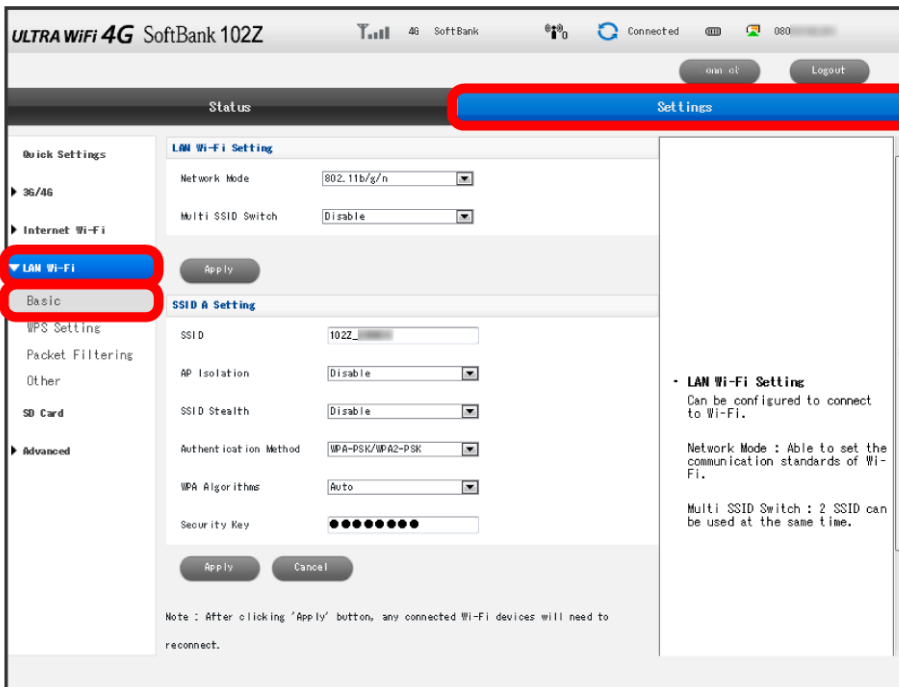 ULTRA WiFi 4G SoftBank 102Z
4G SoftBank
0
Connected
080
Logout
Status
Settings
Quick Settings
3G/4G
Internet Wi-Fi
LAN Wi-Fi
Basic
WPS Setting
Packet Filtering
Other
SD Card
Advanced
LAN Wi-Fi Setting
Network Mode 802.11b/g/n
Multi SSID Switch Disable
Apply
SSID A Setting
SSID 102Z_
AP Isolation Disable
SSID Stealth Disable
Authentication Method WPA-PSK/WPA2-PSK
WPA Algorithms Auto
Security Key ●●●●●●●●
Apply Cancel
Note : After clicking 'Apply' button, any connected Wi-Fi devices will need to
reconnect.
・ LAN Wi-Fi Setting
Can be configured to connect
to Wi-Fi.
Network Mode : Able to set the
communication standards of Wi-
Fi.
Multi SSID Switch : 2 SSID can
be used at the same time.